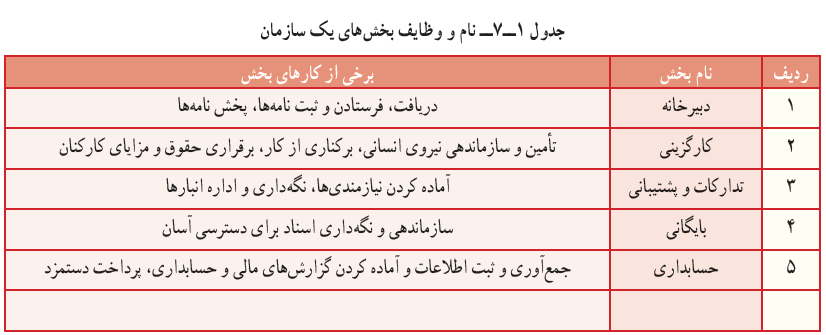 جدول ۱ــ۷ــ نام و وظایف بخش‌های یک سازمان
ردیف نام بخش برخی از کارهای بخش
۱ دبیرخانه دریافت، فرستادن و ثبت نامه‌ها، پخش نامه‌ها
۲ کارگزینی تأمین و سازماندهی نیروی انسانی، برکناری از کار، برقراری حقوق و مزایای کارکنان
۳ تدارکات و پشتیبانی آماده کردن نیازمندی‌ها، نگه‌داری و اداره انبارها
۴ بایگانی سازماندهی و نگه‌داری اسناد برای دسترسی آسان
۵ حسابداری جمع‌آوری و ثبت اطلاعات و آماده کردن گزارش‌های مالی و حسابداری، پرداخت دستمزد